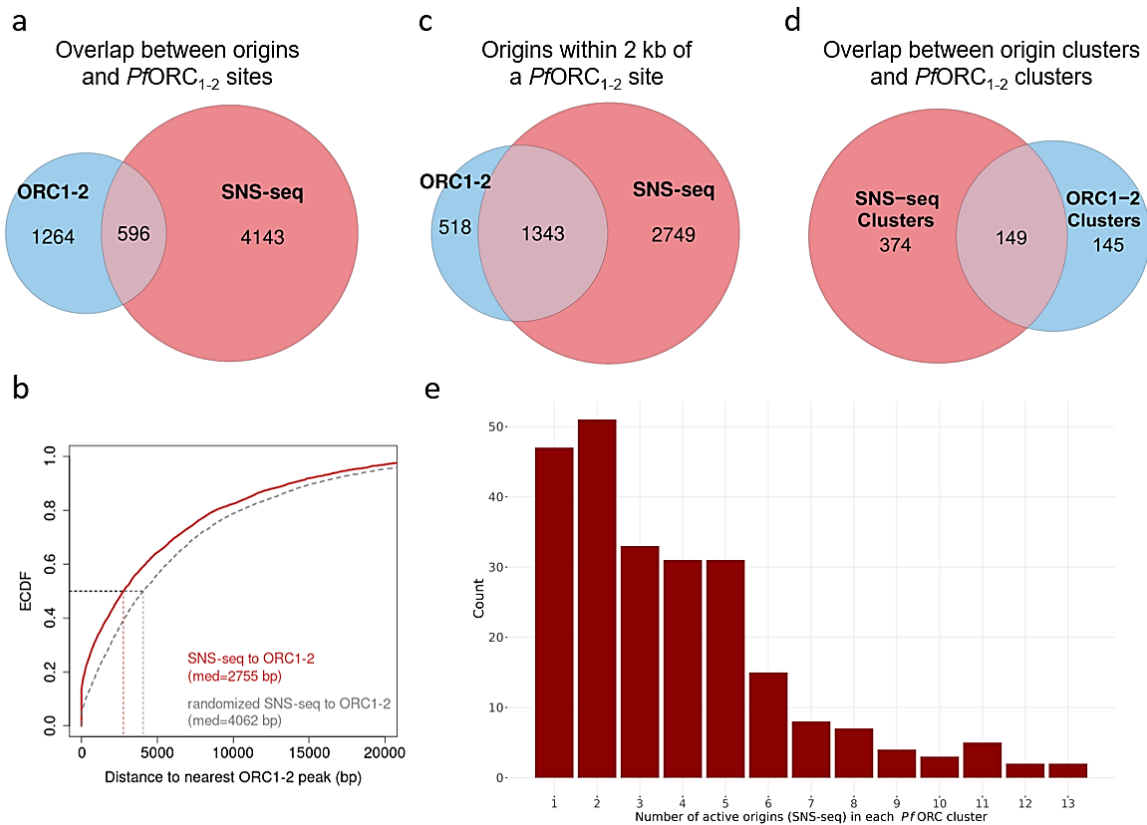 a
Overlap between origins
and PfORC1-2 sites
ORC1-2
1264
596
SNS-seq
4143
c
Origins within 2 kb of
a PfORC1-2 site
ORC1-2
518
1343
SNS-seq
2749
d
Overlap between origin clusters
and PfORC1-2 clusters
SNS-seq
Clusters
374
149
ORC1-2
Clusters
145
b
ECDF
1.0
0.8
0.6
0.4
0.2
0.0
SNS-seq to ORC1-2
(med=2755 bp)
randomized SNS-seq to ORC1-2
(med=4062 bp)
0 5000 10000 15000 20000
Distance to nearest ORC1-2 peak (bp)
e
Count
50
40
30
20
10
0
1 2 3 4 5 6 7 8 9 10 11 12 13
Number of active origins (SNS-seq) in each PfORC cluster